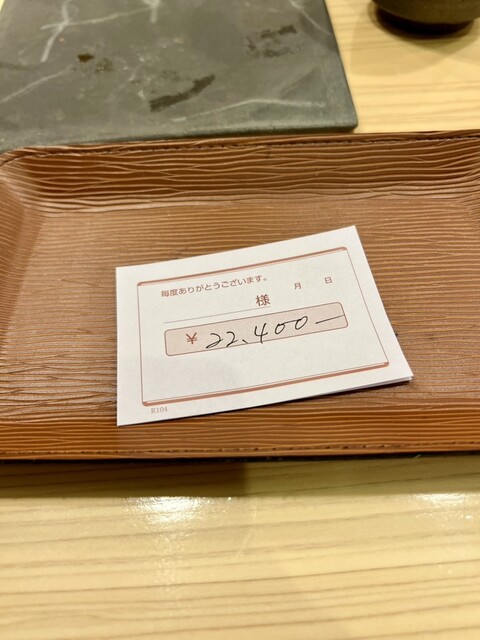 毎度ありがとうございます。
月 日
様
¥ 22,400—
R104